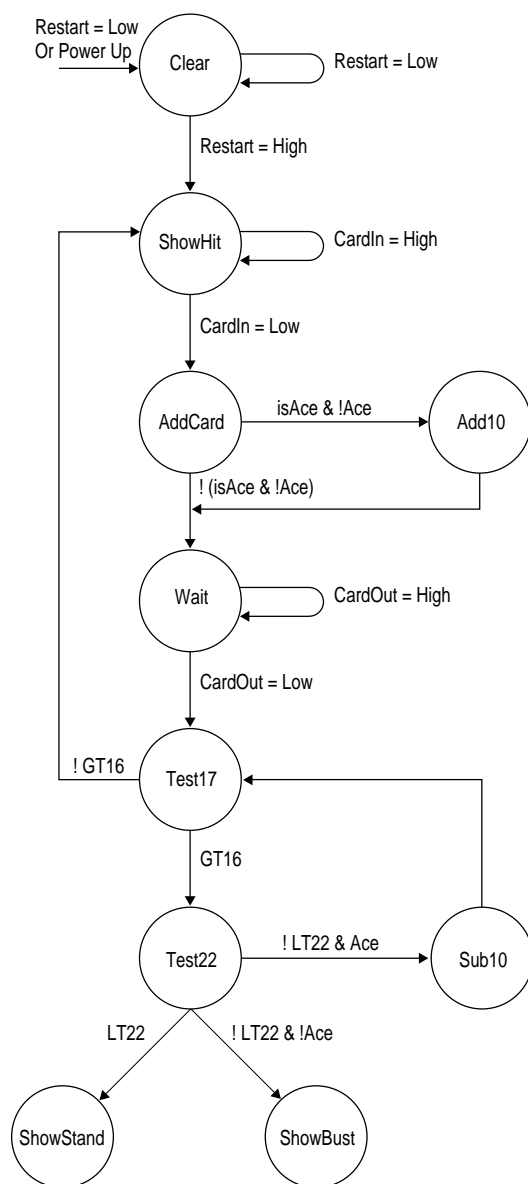 Restart = Low
Or Power Up
Clear
Restart = Low
Restart = High
ShowHit
CardIn = High
CardIn = Low
AddCard
isAce & !Ace
Add10
! (isAce & !Ace)
Wait
CardOut = High
CardOut = Low
! GT16
Test17
GT16
Test22
! LT22 & Ace
Sub10
LT22
! LT22 & !Ace
ShowStand
ShowBust